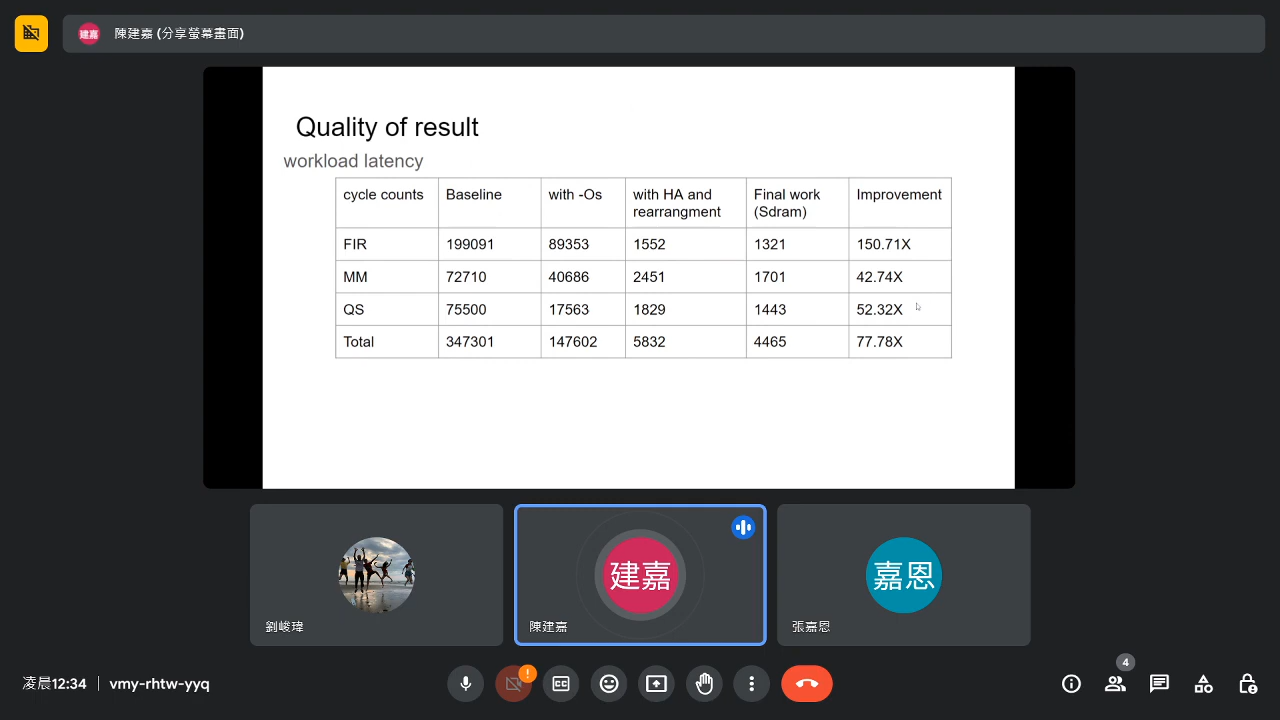 建嘉 陳建嘉 (分享螢幕畫面)
Quality of result
workload latency
cycle counts Baseline with -Os with HA and rearrangment Final work (Sdram) Improvement
FIR 199091 89353 1552 1321 150.71X
MM 72710 40686 2451 1701 42.74X
QS 75500 17563 1829 1443 52.32X
Total 347301 147602 5832 4465 77.78X
建嘉 嘉恩
劉峻瑋 陳建嘉 張嘉恩
凌晨12:34 | vmy-rhtw-yyq ! CC 4